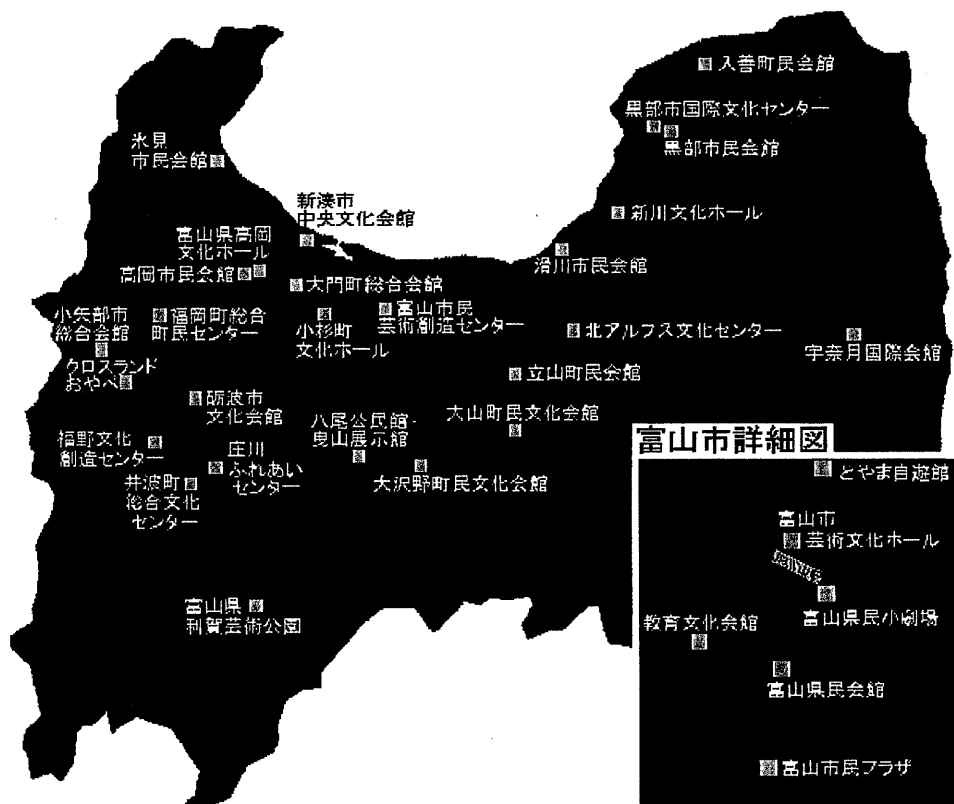 入善町民会館
黒部市国際文化センター
黒部市民会館
氷見
市民会館
新湊市
中央文化会館
新川文化ホール
富山県高岡
文化ホール
滑川市民会館
高岡市民会館
大門町総合会館
小矢部市
総合会館
福岡町総合
町民センター
小杉町
文化ホール
富山市民
芸術創造センター
北アルプス文化センター
宇奈月国際会館
クロスランド
おやべ
立山町民会館
砺波市
文化会館
八尾公民館・
曳山展示館
大山町民文化会館
福野文化
創造センター
庄川
ふれあい
センター
井波町
総合文化
センター
大沢野町民文化会館
富山県
利賀芸術公園
富山市詳細図
とやま自遊館
富山市
芸術文化ホール
富山県民小劇場
教育文化会館
富山県民会館
富山市民プラザ